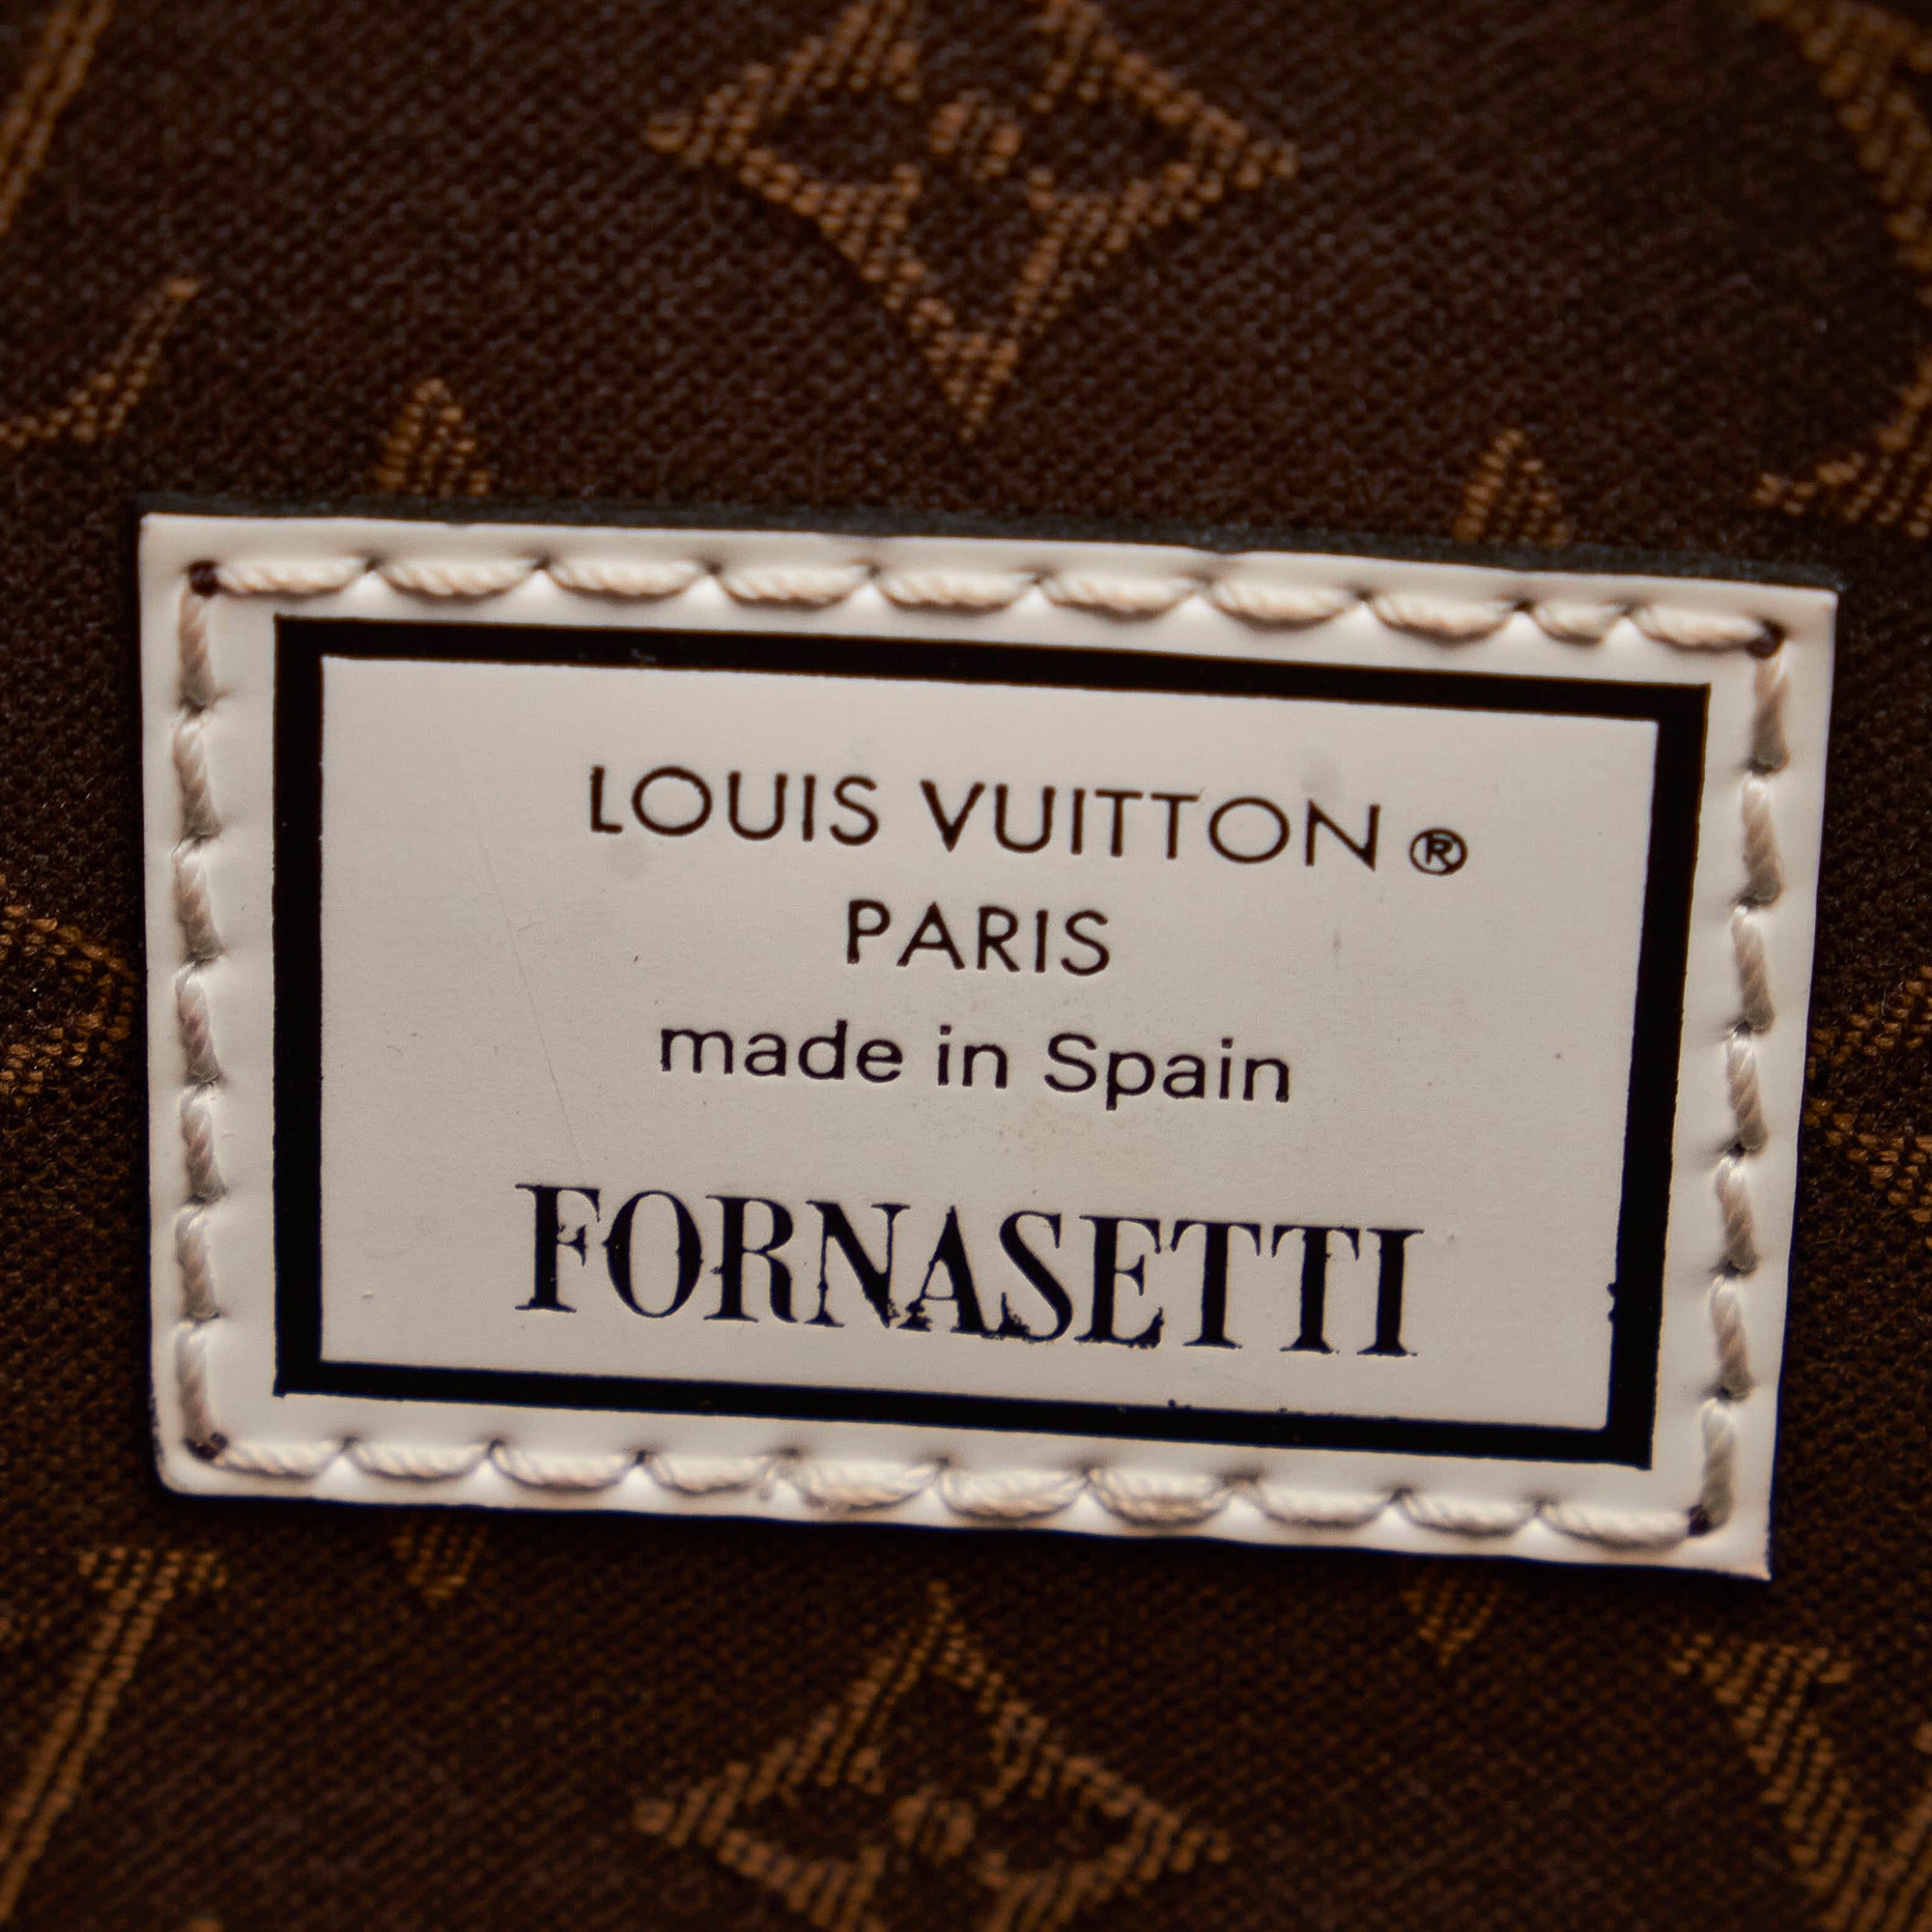 LOUIS VUITTON ®
PARIS
made in Spain
FORNASETTI